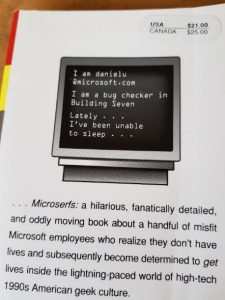 USA $21.00
CANADA $25.00
I am danielu
@microsoft.com
I am a bug checker in
Building Seven
Lately . . .
I've been unable
to sleep . . .
. . . Microserfs: a hilarious, fanatically detailed,
and oddly moving book about a handful of misfit
Microsoft employees who realize they don't have
lives and subsequently become determined to get
lives inside the lightning-paced world of high-tech
1990s American geek culture.